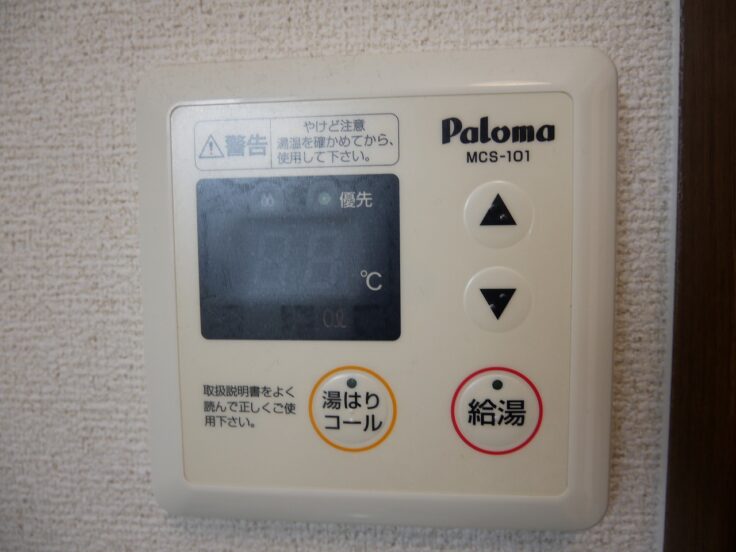 警告
やけど注意
湯温を確かめてから、
使用して下さい。
Paloma
MCS-101
優先
℃
取扱説明書をよく
読んで正しくご使
用下さい。
湯はり
コール
給湯